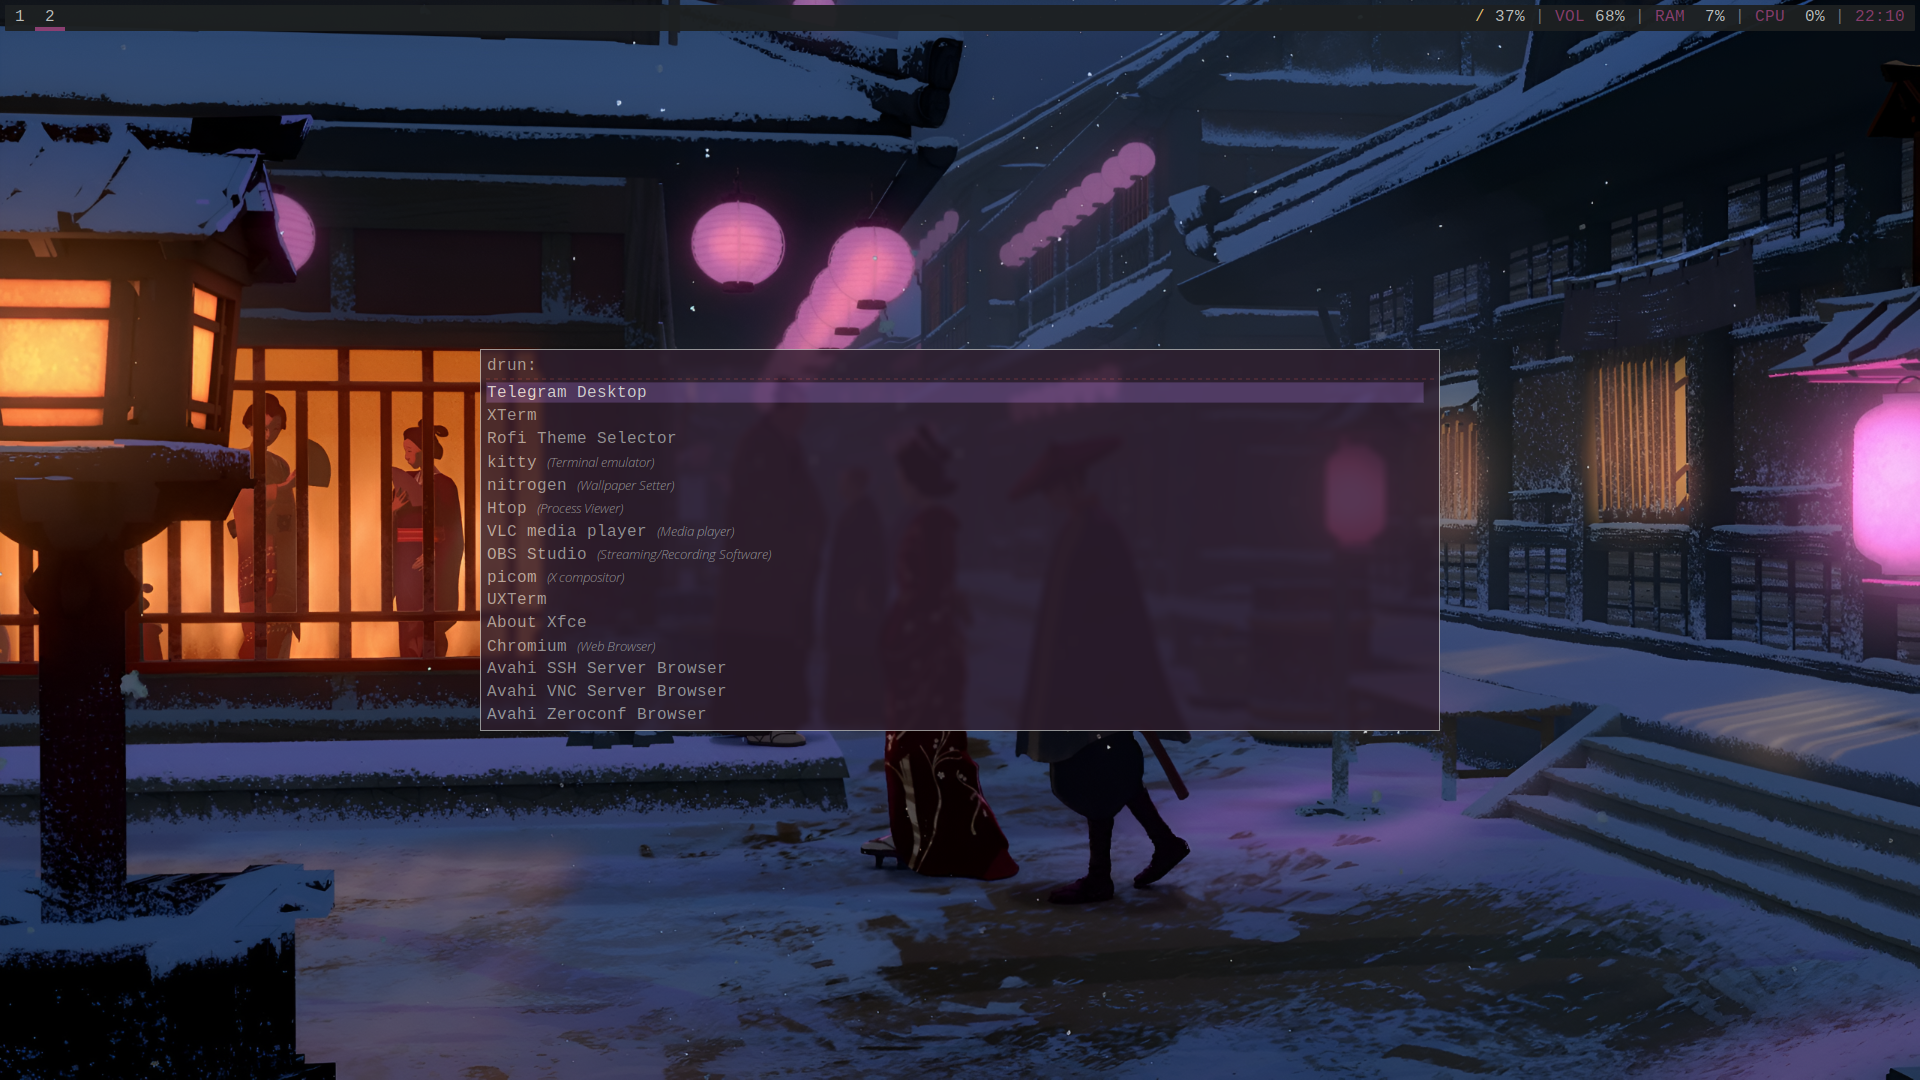 1 2 / 37% | VOL 68% | RAM 7% | CPU 0% | 22:10
drun:
Telegram Desktop
XTerm
Rofi Theme Selector
kitty (Terminal emulator)
nitrogen (Wallpaper Setter)
Htop (Process Viewer)
VLC media player (Media player)
OBS Studio (Streaming/Recording Software)
picom (X compositor)
UXTerm
About Xfce
Chromium (Web Browser)
Avahi SSH Server Browser
Avahi VNC Server Browser
Avahi Zeroconf Browser